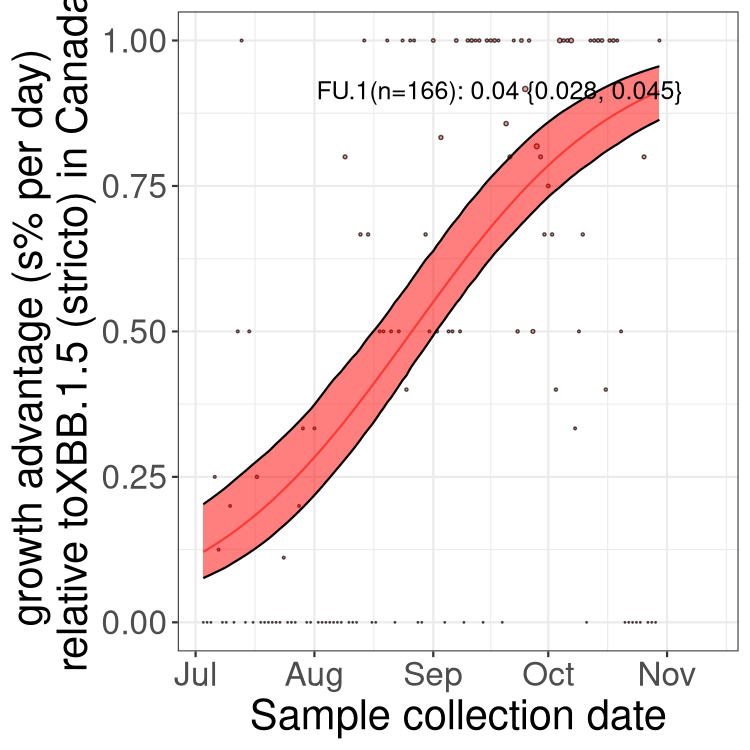 growth advantage (s% per day)
relative toXBB.1.5 (stricto) in Canada
1.00
0.75
0.50
0.25
0.00
FU.1(n=166): 0.04 {0.028, 0.045}
Jul Aug Sep Oct Nov
Sample collection date